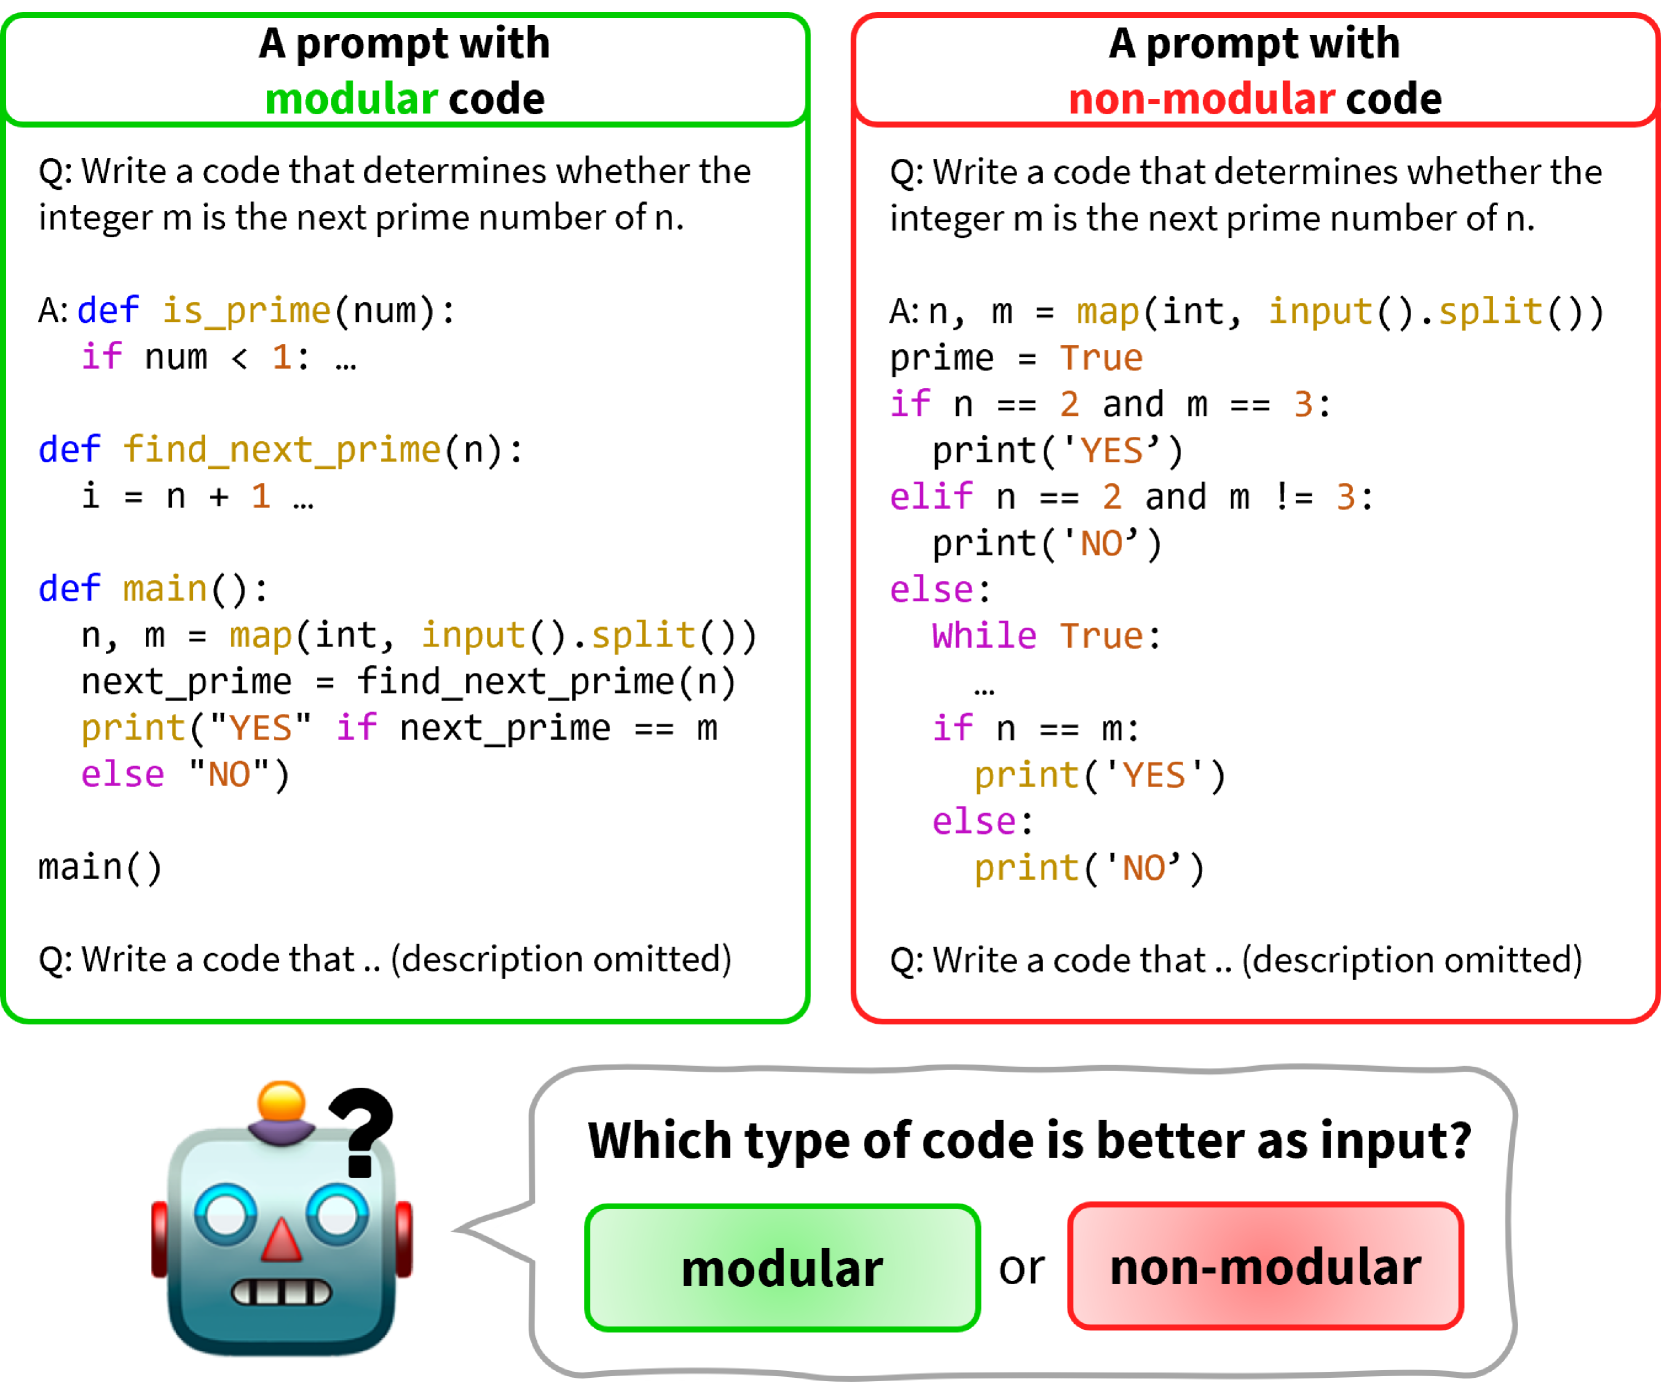 A prompt with
modular code
Q: Write a code that determines whether the
integer m is the next prime number of n.
A: def is_prime(num):
if num < 1: …
def find_next_prime(n):
i = n + 1 …
def main():
n, m = map(int, input().split())
next_prime = find_next_prime(n)
print("YES" if next_prime == m
else "NO")
main()
Q: Write a code that .. (description omitted)
A prompt with
non-modular code
Q: Write a code that determines whether the
integer m is the next prime number of n.
A: n, m = map(int, input().split())
prime = True
if n == 2 and m == 3:
print('YES’)
elif n == 2 and m != 3:
print('NO’)
else:
While True:
…
if n == m:
print('YES')
else:
print('NO’)
Q: Write a code that .. (description omitted)
?
Which type of code is better as input?
modular or non-modular